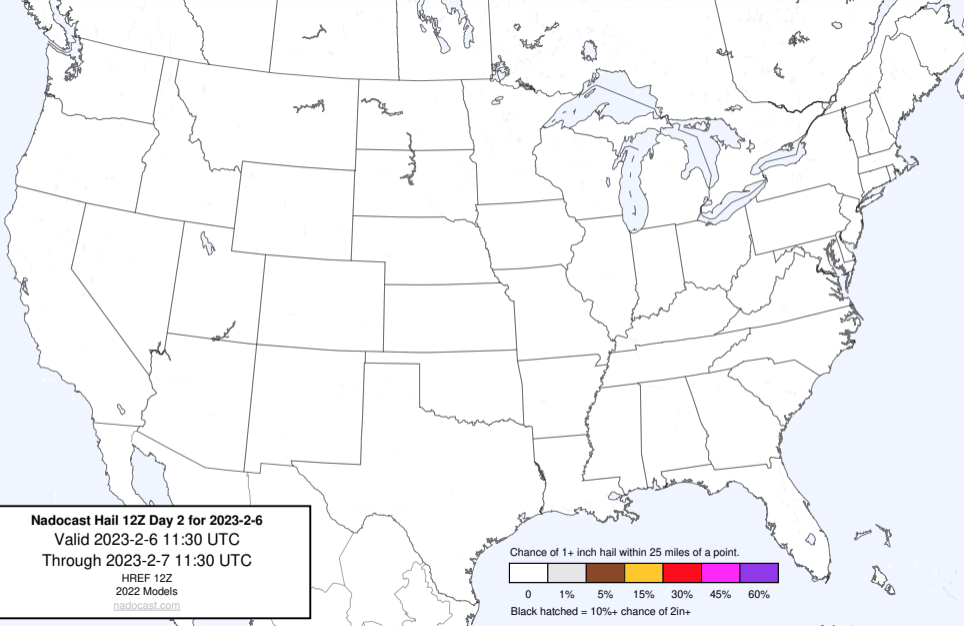 Nadocast Hail 12Z Day 2 for 2023-2-6
Valid 2023-2-6 11:30 UTC
Through 2023-2-7 11:30 UTC
HREF 12Z
2022 Models
nadocast.com
Chance of 1+ inch hail within 25 miles of a point.
0 1% 5% 15% 30% 45% 60%
Black hatched = 10%+ chance of 2in+